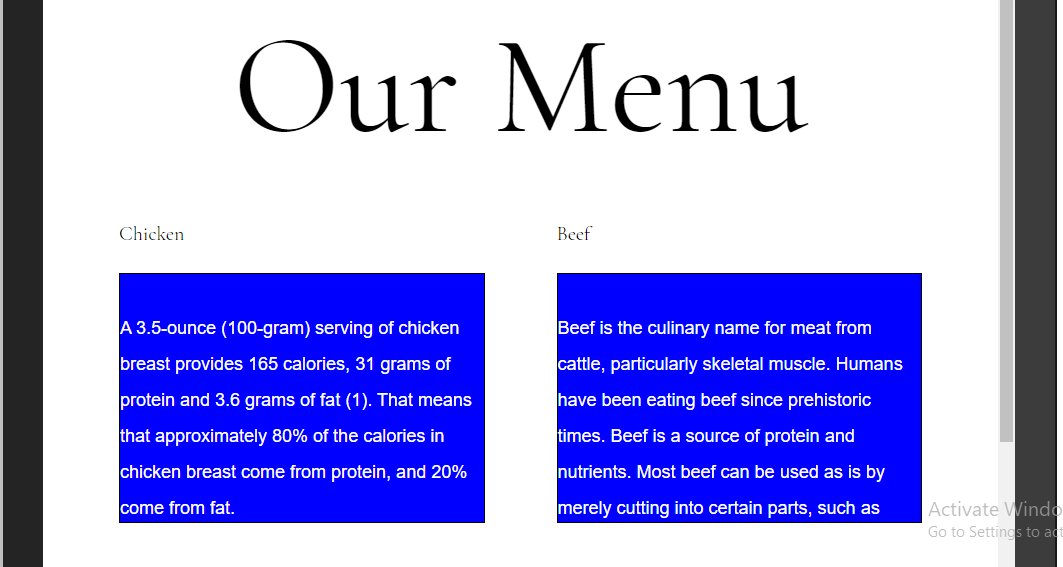 Our Menu
Chicken
A 3.5-ounce (100-gram) serving of chicken
breast provides 165 calories, 31 grams of
protein and 3.6 grams of fat (1). That means
that approximately 80% of the calories in
chicken breast come from protein, and 20%
come from fat.
Beef
Beef is the culinary name for meat from
cattle, particularly skeletal muscle. Humans
have been eating beef since prehistoric
times. Beef is a source of protein and
nutrients. Most beef can be used as is by
merely cutting into certain parts, such as
Activate Windo
Go to Settings to act